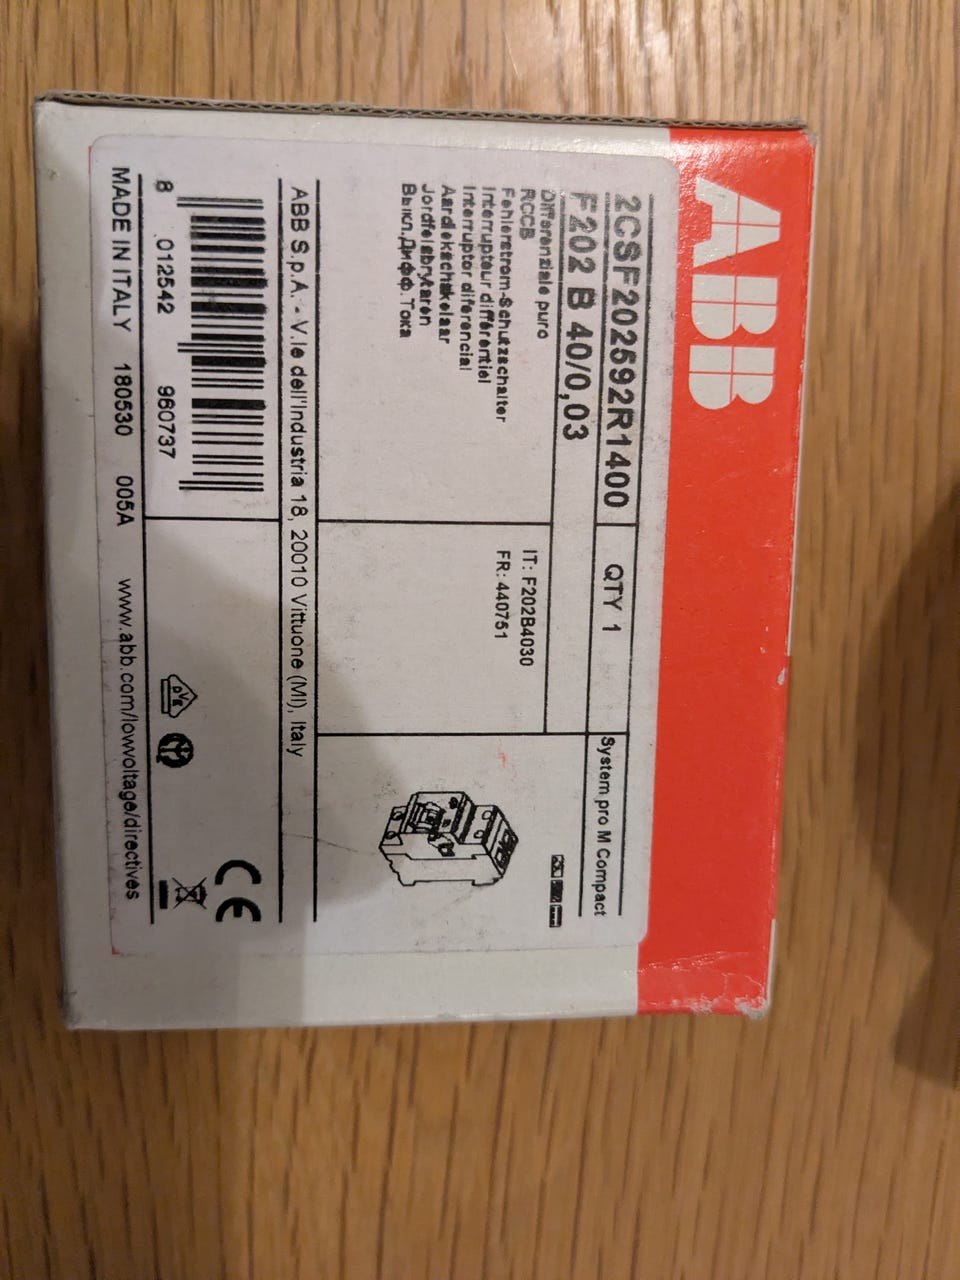 ABB
2CSF202592R1400
QTY 1
System pro M Compact
F202 B 40/0,03
Differenziale puro
RCCB
Fehlerstrom-Schutzschalter
Interrupteur différentiel
Interruptor diferencial
Aardlekschakelaar
Jordfelsbrytaren
Выкл.Дифф.Тока
IT: F202B4030
FR: 440751
ABB S.p.A. - V.le dell'Industria 18, 20010 Vittuone (MI), Italy
8 012542 960737
DVE
CE
MADE IN ITALY 180530 005A www.abb.com/lowvoltage/directives